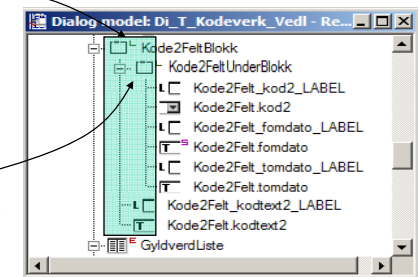 Dialog model: Di_T_Kodeverk_Vedl - Re...
Kode2FeltBlokk
Kode2FeltUnderBlokk
L Kode2Felt_kod2_LABEL
Kode2Felt.kod2
L Kode2Felt_fomdato_LABEL
T S Kode2Felt.fomdato
L Kode2Felt_tomdato_LABEL
T Kode2Felt.tomdato
L Kode2Felt_kodtext2_LABEL
T Kode2Felt.kodtext2
E GyldverdListe